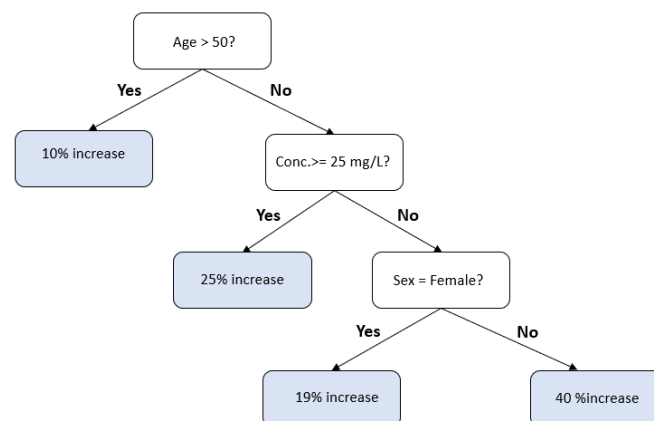 Age > 50?
Yes
No
10% increase
Conc.>= 25 mg/L?
Yes
No
25% increase
Sex = Female?
Yes
No
19% increase
40 %increase